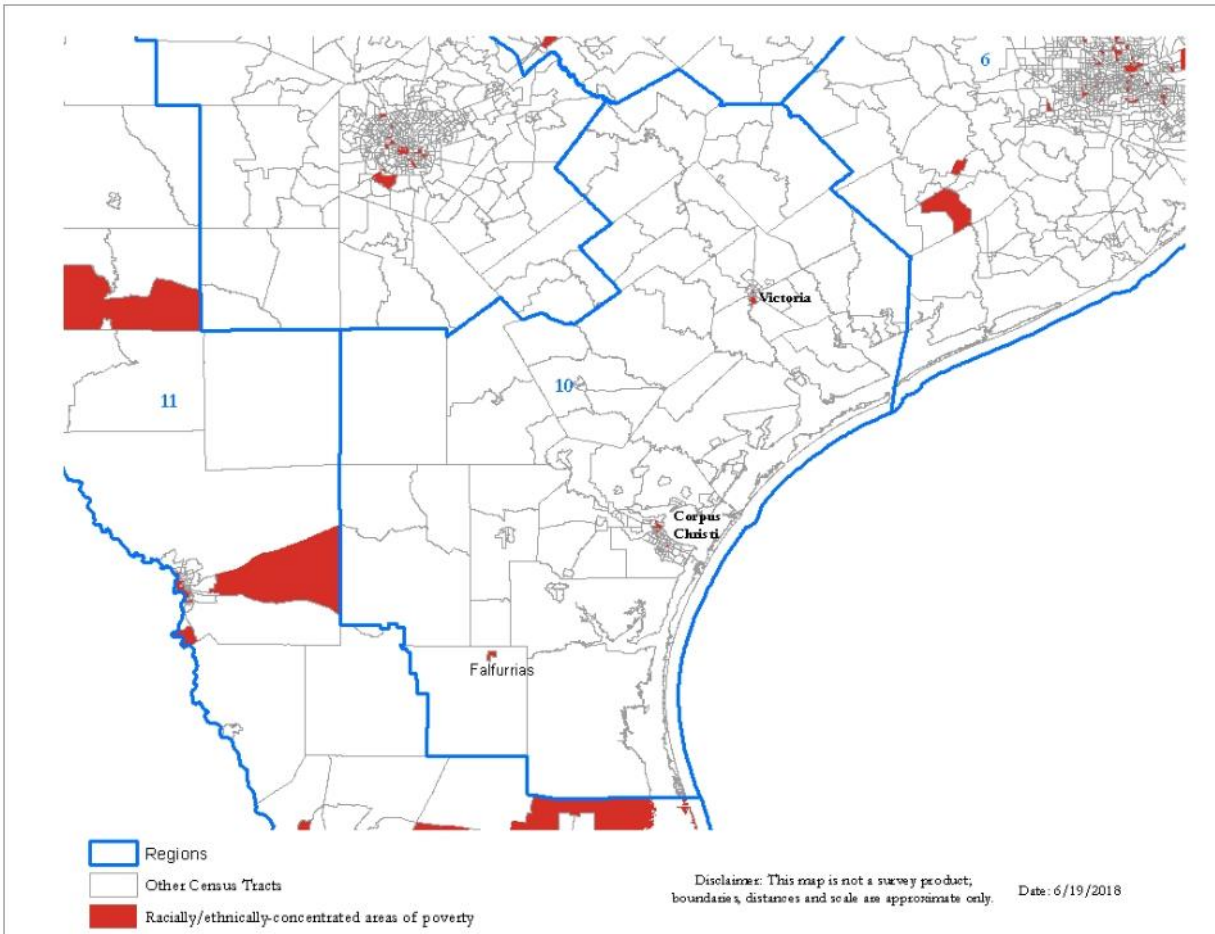 6
Victoria
10
11
Corpus
Christi
Falfurrias
Regions
Other Census Tracts
Racially/ethnically-concentrated areas of poverty
Disclaimer: This map is not a survey product;
boundaries, distances and scale are approximate only.
Date: 6/19/2018